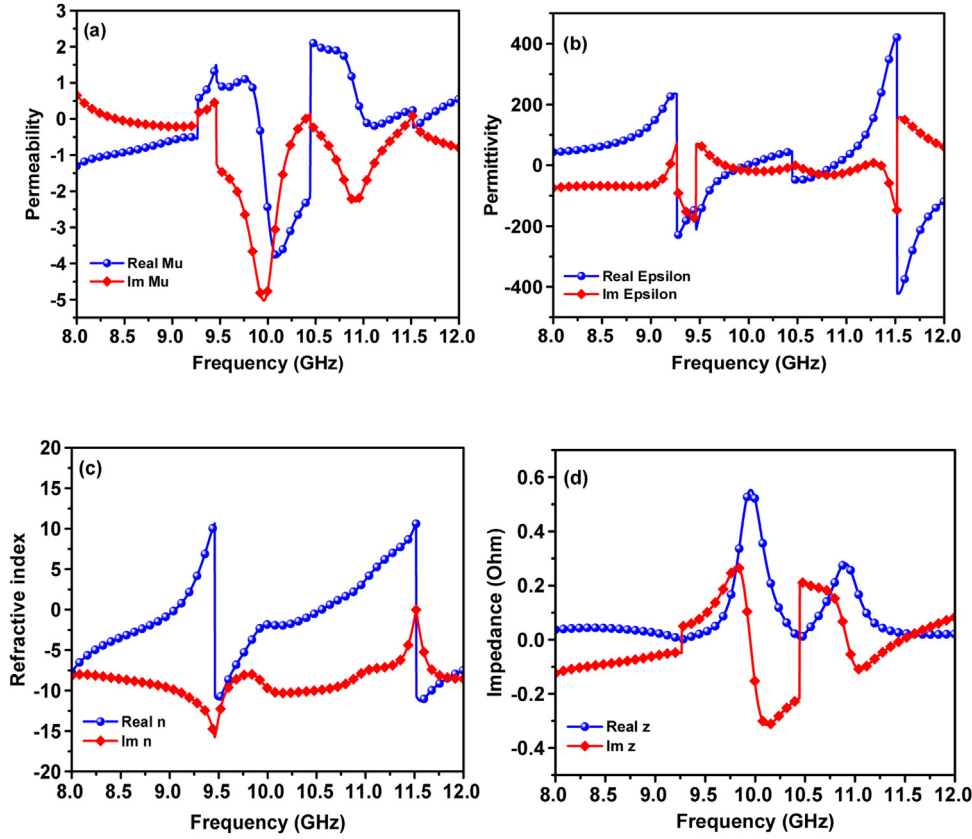 (a)
3
2
1
0
-1
-2
-3
-4
-5
Permeability
Real Mu
Im Mu
8.0 8.5 9.0 9.5 10.0 10.5 11.0 11.5 12.0
Frequency (GHz)
(b)
400
200
0
-200
-400
Permittivity
Real Epsilon
Im Epsilon
8.0 8.5 9.0 9.5 10.0 10.5 11.0 11.5 12.0
Frequency (GHz)
(c)
20
15
10
5
0
-5
-10
-15
-20
Refractive index
Real n
Im n
8.0 8.5 9.0 9.5 10.0 10.5 11.0 11.5 12.0
Frequency (GHz)
(d)
0.6
0.4
0.2
0.0
-0.2
-0.4
Impedance (Ohm)
Real z
Im z
8.0 8.5 9.0 9.5 10.0 10.5 11.0 11.5 12.0
Frequency (GHz)